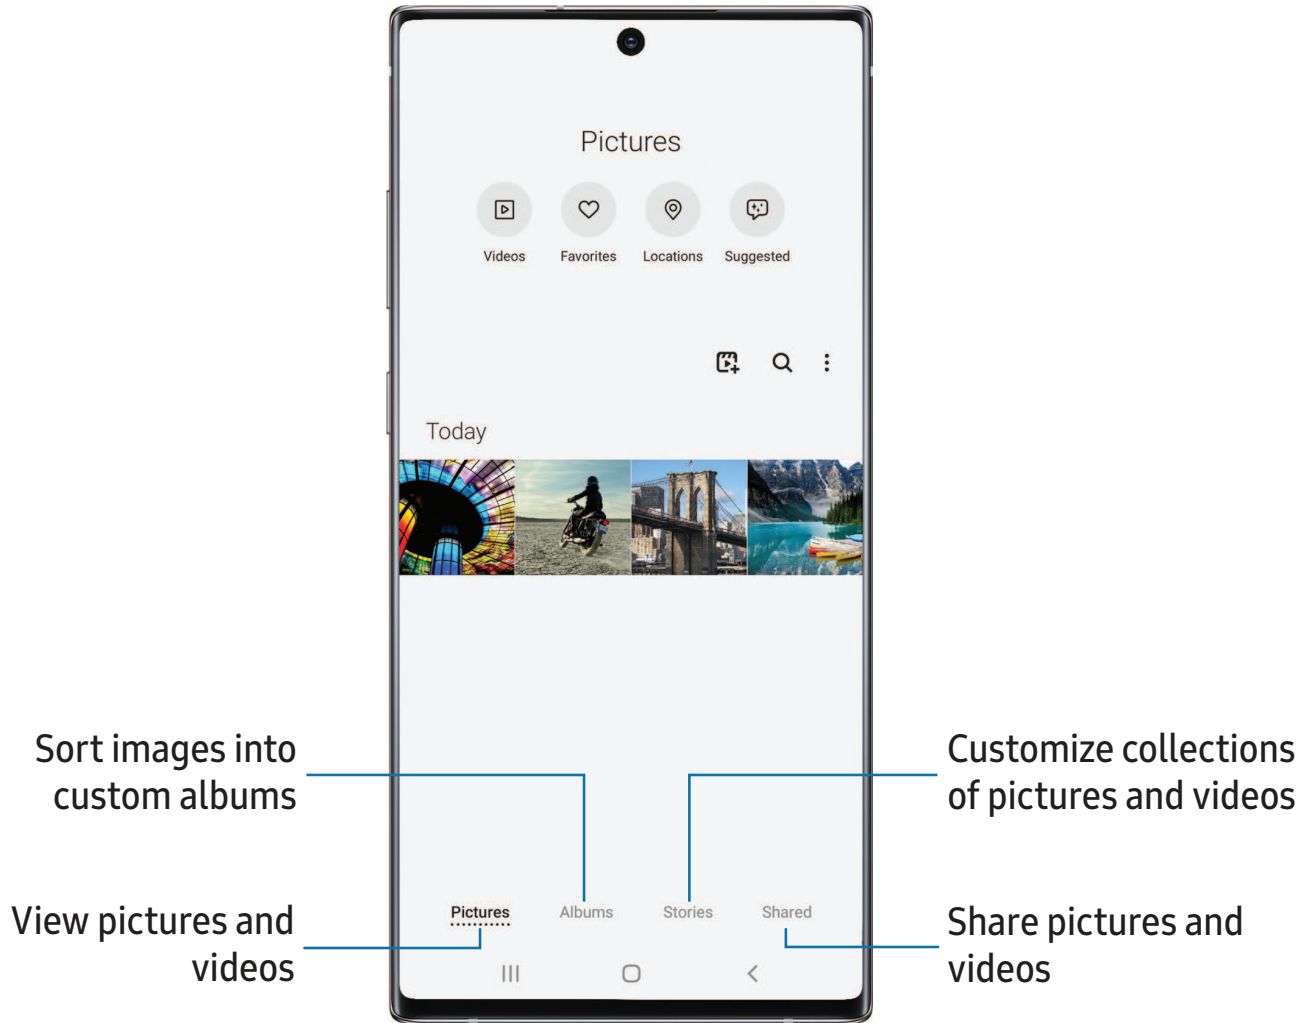 Pictures
Videos
Favorites
Locations
Suggested
Today
Sort images into
custom albums
Customize collections
of pictures and videos
View pictures and
videos
Pictures
Albums
Stories
Shared
Share pictures and
videos